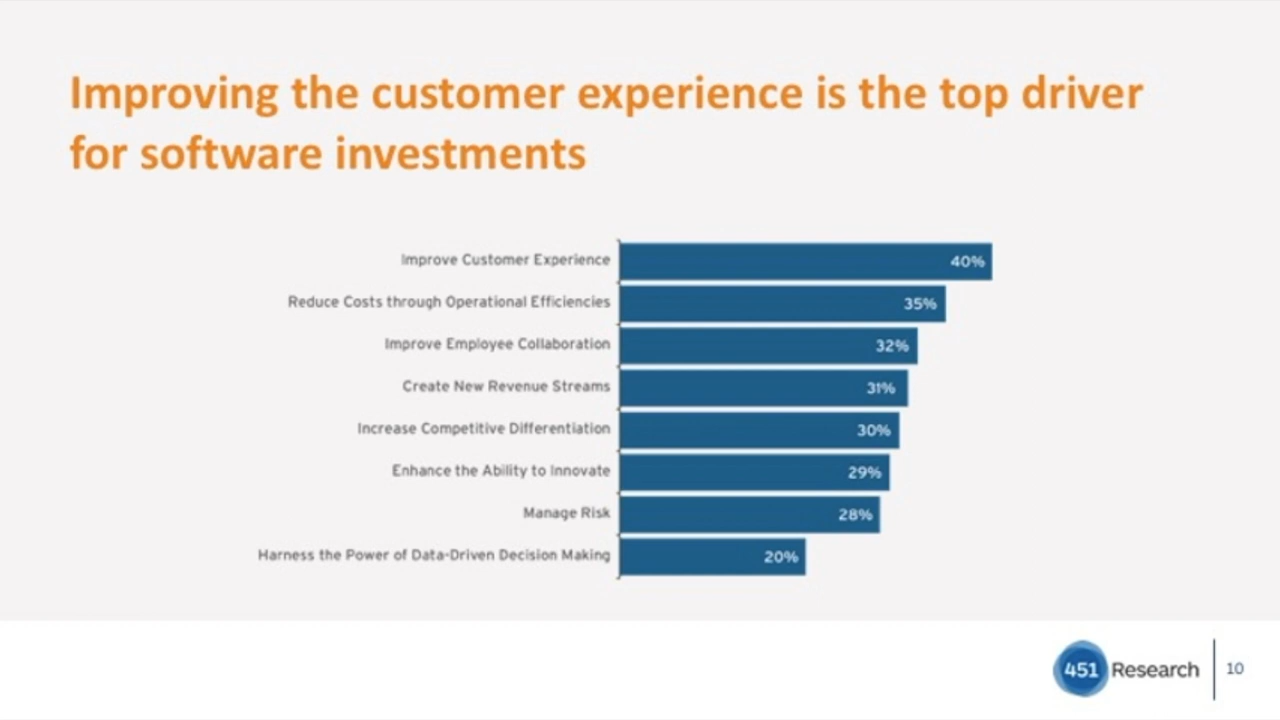 Improving the customer experience is the top driver
for software investments
Improve Customer Experience 40%
Reduce Costs through Operational Efficiencies 35%
Improve Employee Collaboration 32%
Create New Revenue Streams 31%
Increase Competitive Differentiation 30%
Enhance the Ability to Innovate 29%
Manage Risk 28%
Harness the Power of Data-Driven Decision Making 20%
451 Research 10